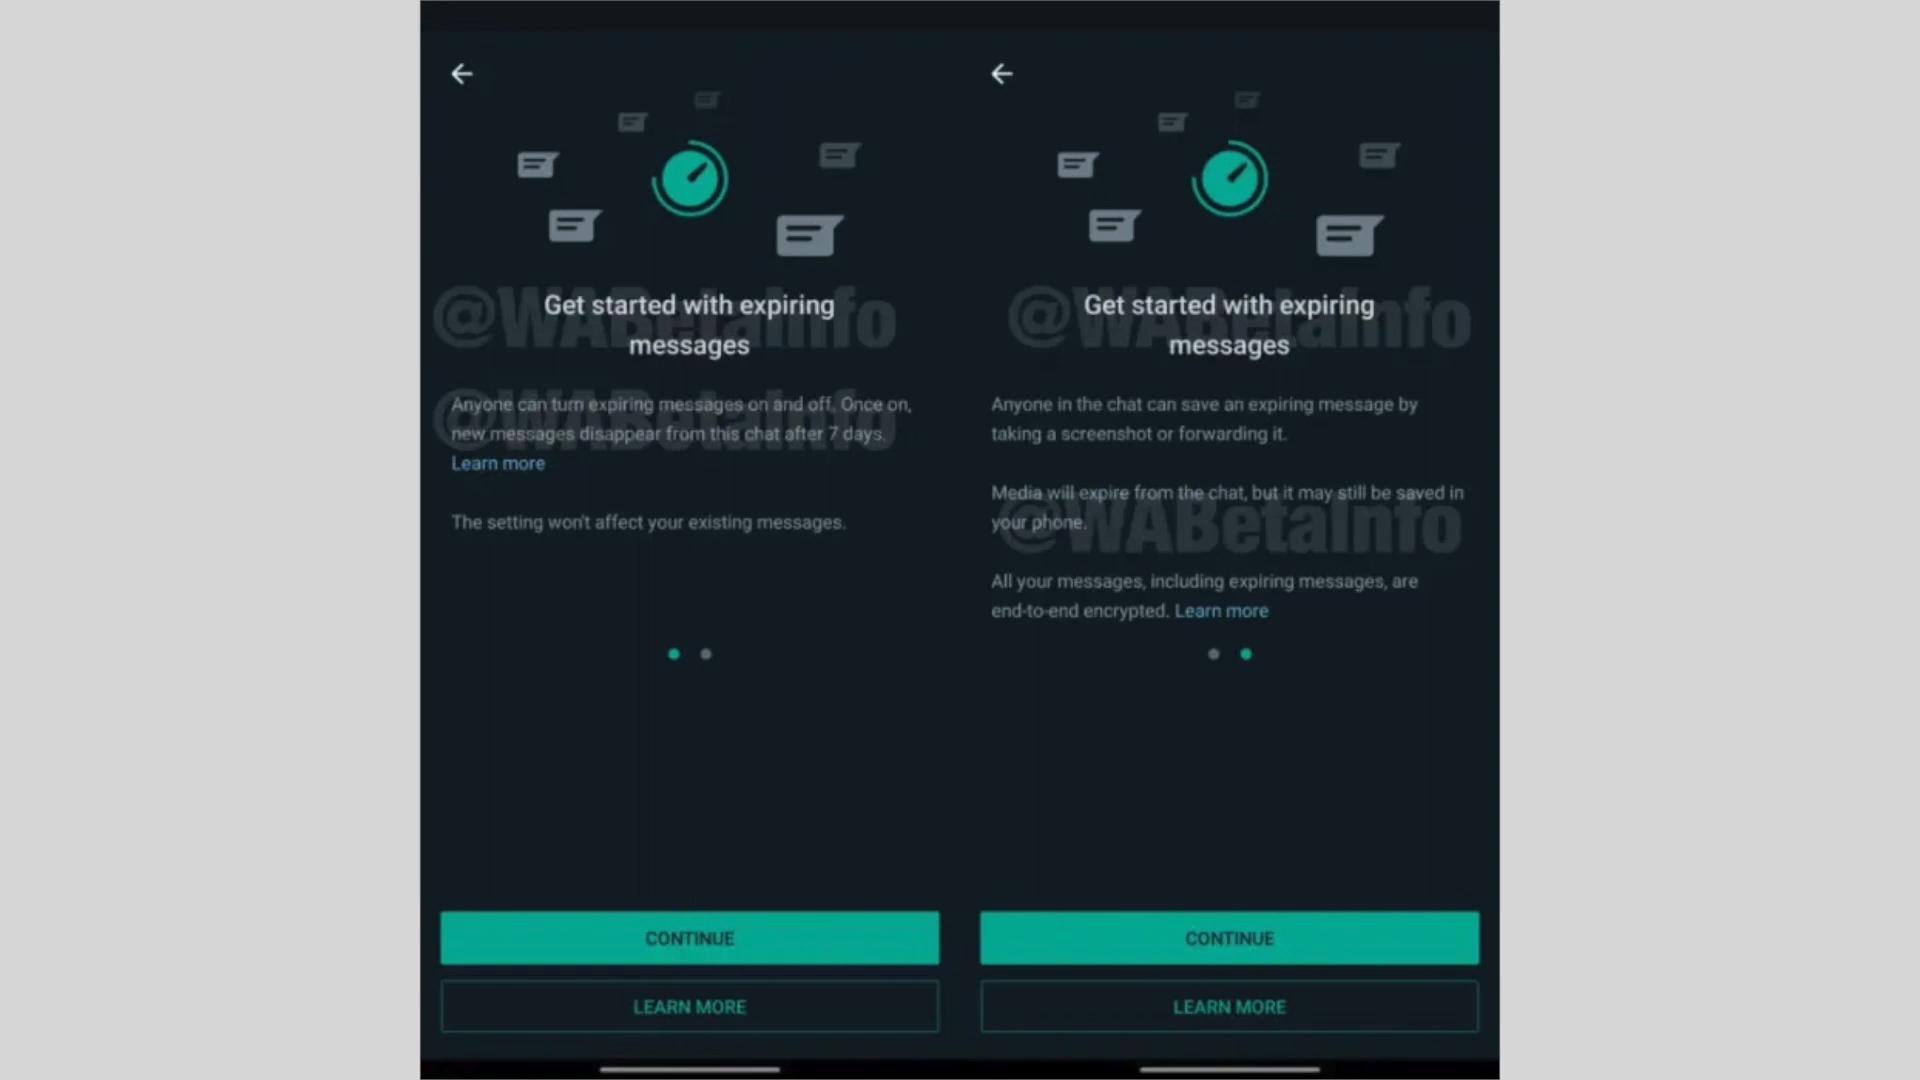 Get started with expiring
messages
Anyone can turn expiring messages on and off. Once on,
new messages disappear from this chat after 7 days.
Learn more
The setting won't affect your existing messages.
CONTINUE
LEARN MORE
@WABetaInfo
@WABetaInfo
Get started with expiring
messages
Anyone in the chat can save an expiring message by
taking a screenshot or forwarding it.
Media will expire from the chat, but it may still be saved in
your phone.
All your messages, including expiring messages, are
end-to-end encrypted. Learn more
CONTINUE
LEARN MORE
@WABetaInfo
@WABetaInfo